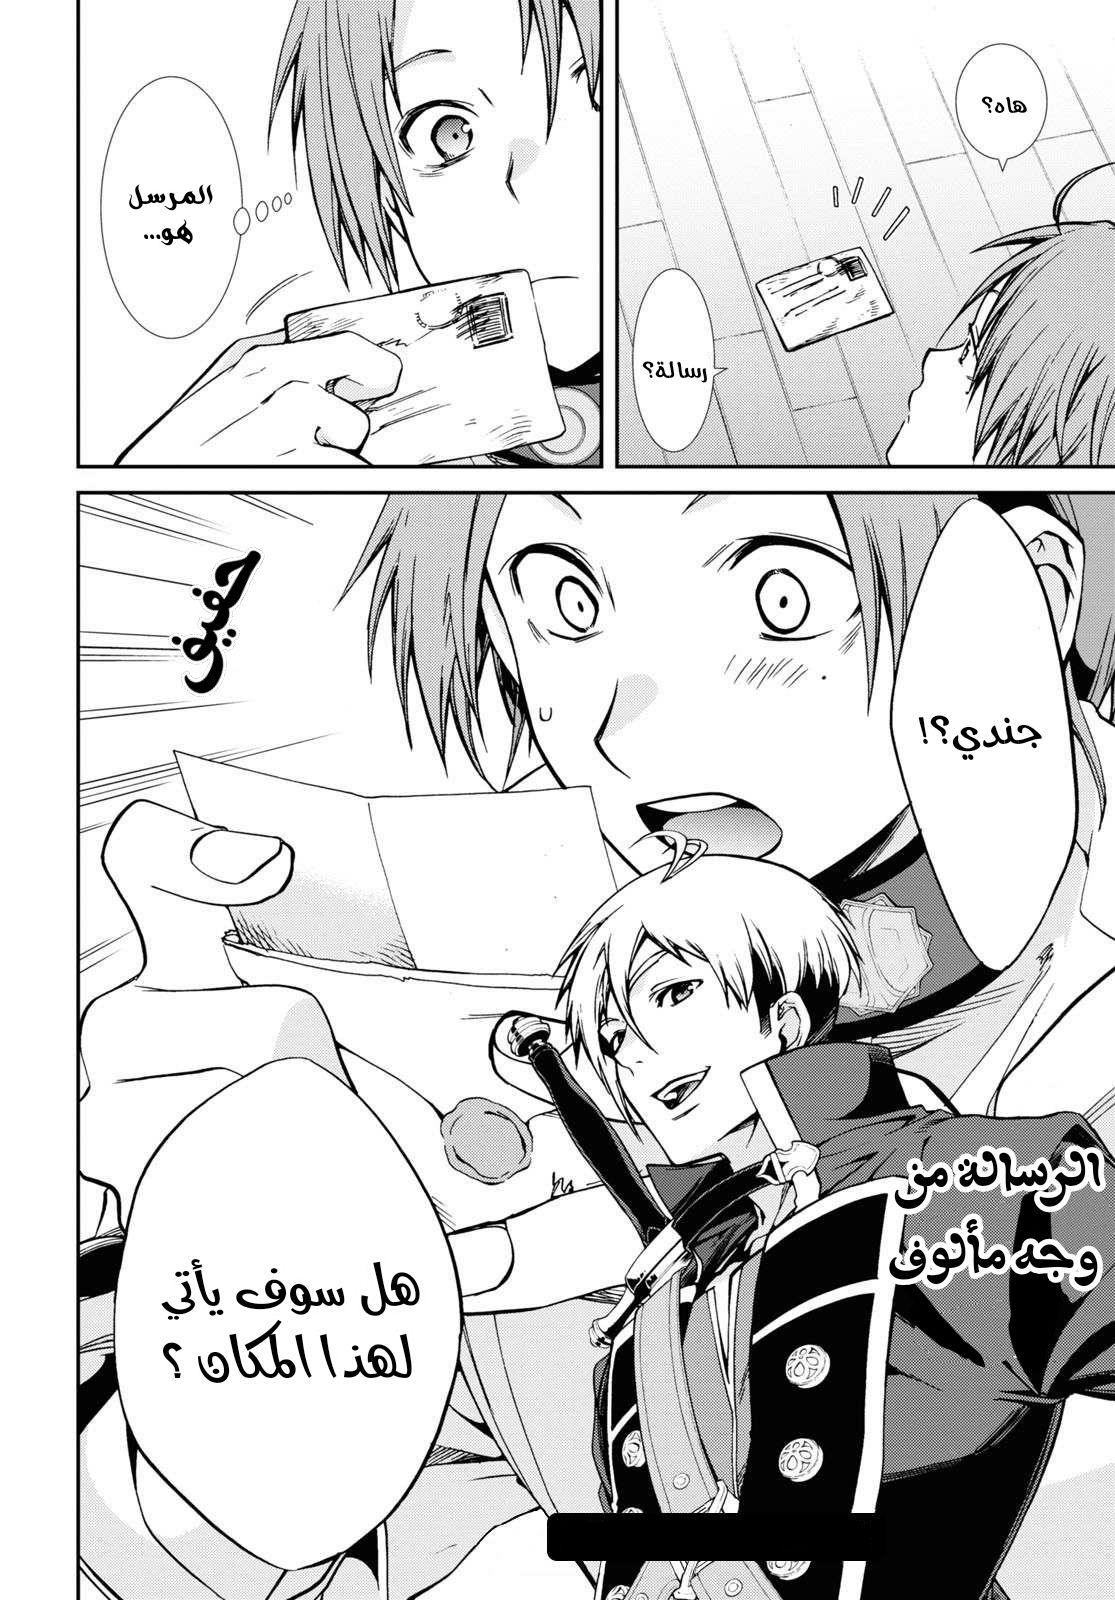 هاه؟
رسالة؟
المرسل
هو...
جندي؟!
حفيف
الرسالة من
وجه مألوف
هل سوف يأتي
لهذا المكان ؟